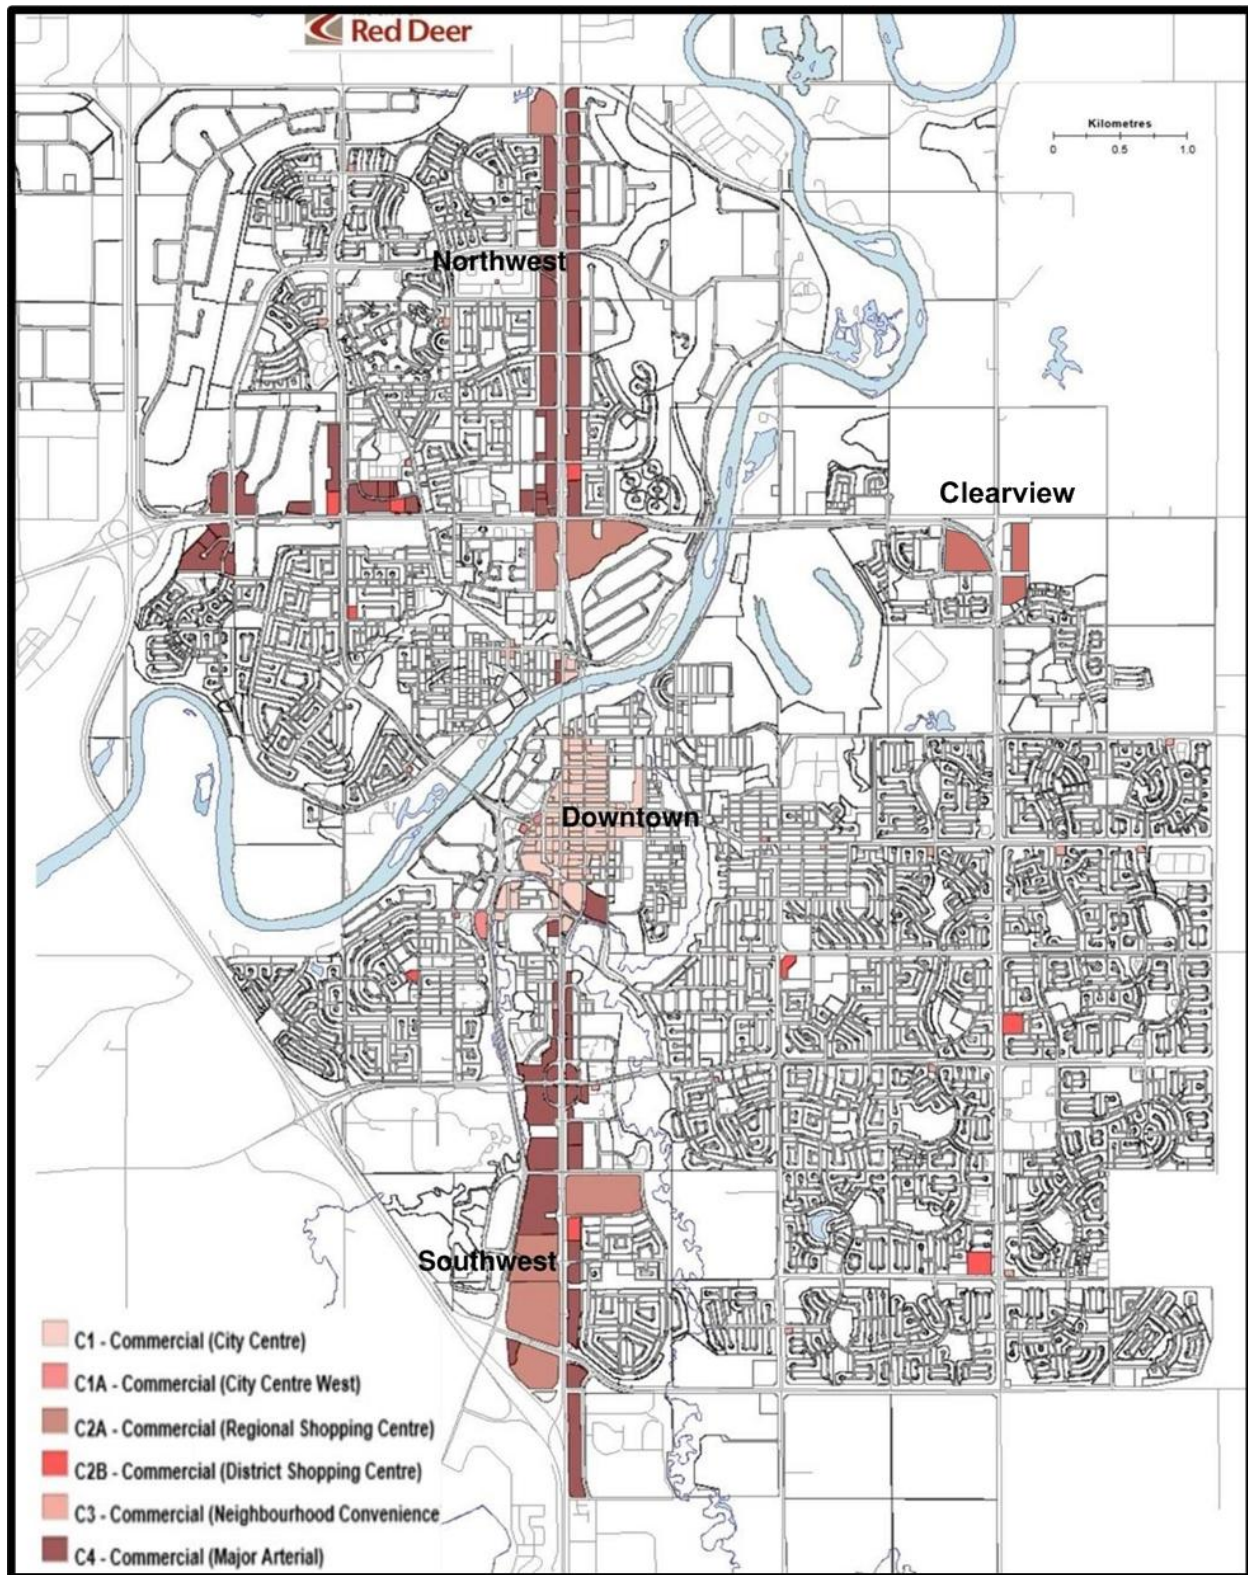 Red Deer
Kilometres
0 0.5 1.0
Northwest
Clearview
Downtown
Southwest
C1 - Commercial (City Centre)
C1A - Commercial (City Centre West)
C2A - Commercial (Regional Shopping Centre)
C2B - Commercial (District Shopping Centre)
C3 - Commercial (Neighbourhood Convenience
C4 - Commercial (Major Arterial)